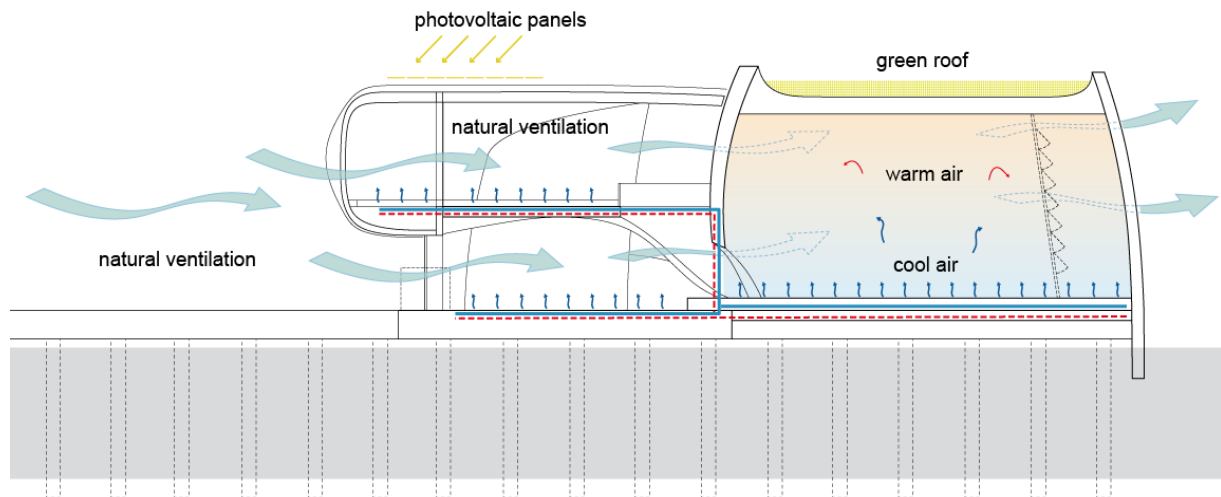 photovoltaic panels
green roof
natural ventilation
warm air
natural ventilation
cool air